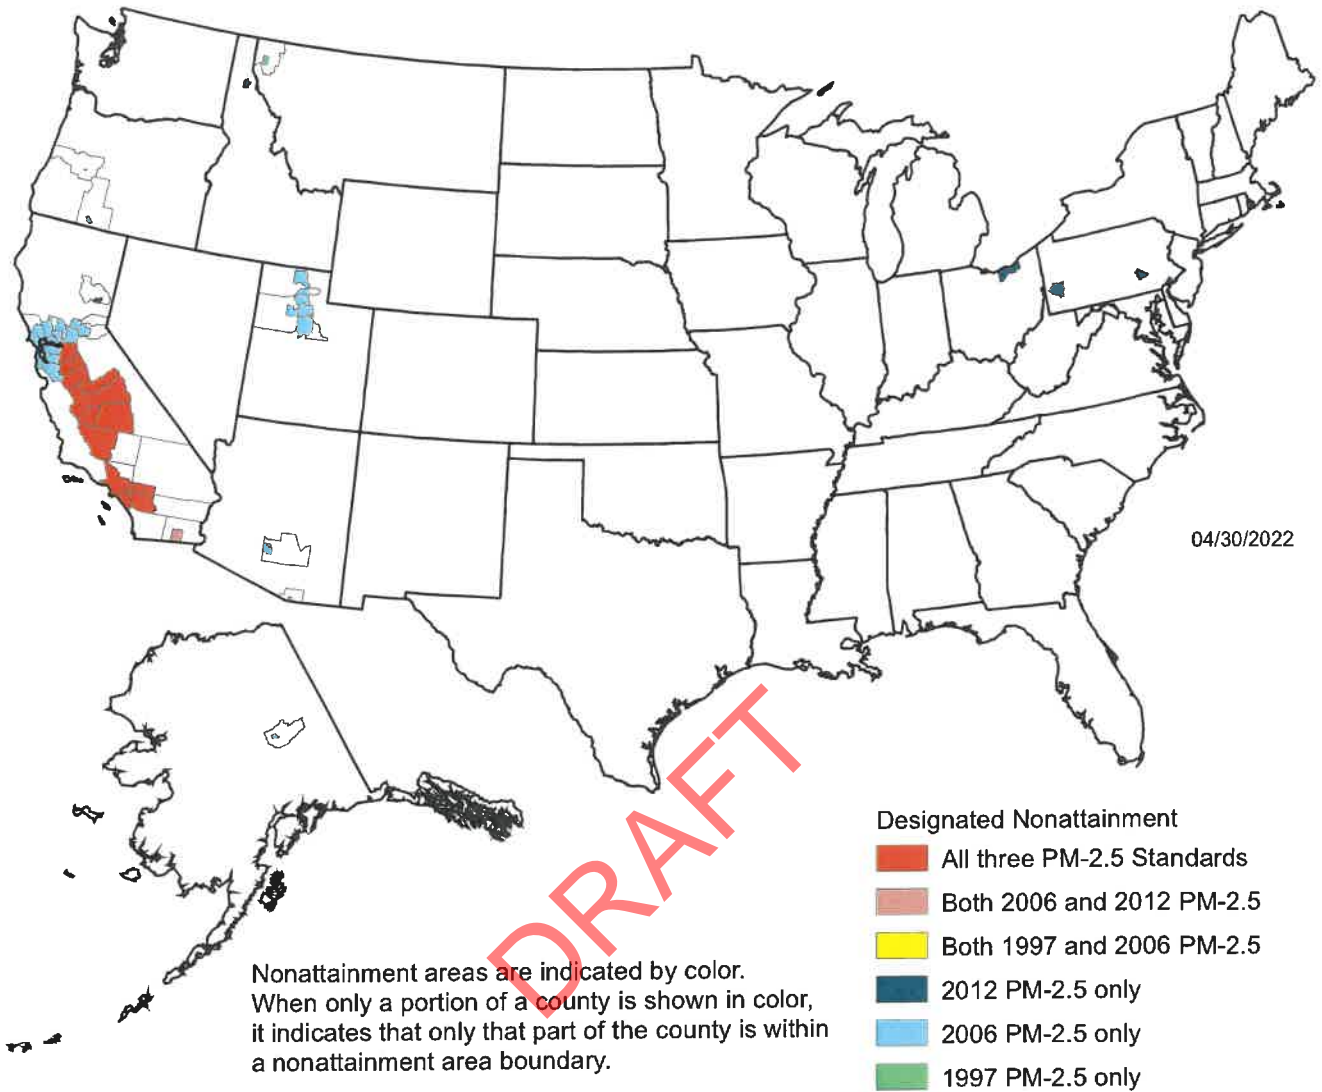 04/30/2022
DRAFT
Designated Nonattainment
All three PM-2.5 Standards
Both 2006 and 2012 PM-2.5
Both 1997 and 2006 PM-2.5
2012 PM-2.5 only
2006 PM-2.5 only
1997 PM-2.5 only
Nonattainment areas are indicated by color.
When only a portion of a county is shown in color,
it indicates that only that part of the county is within
a nonattainment area boundary.